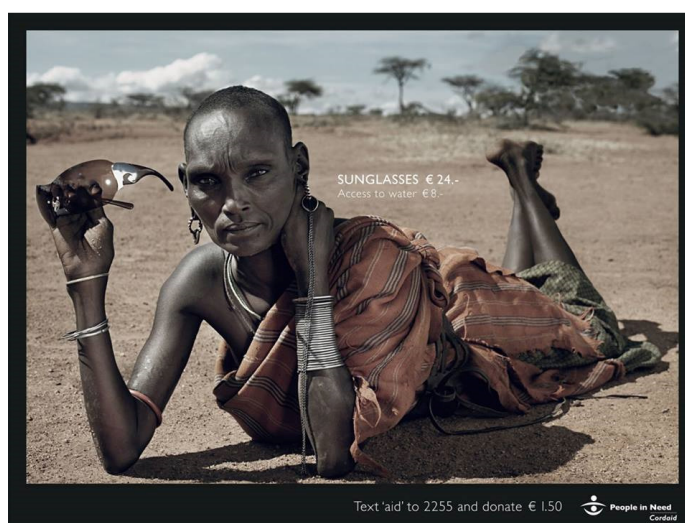 SUNGLASSES € 24.-
Access to water € 8.-
Text 'aid' to 2255 and donate € 1.50
People in Need
Cordaid